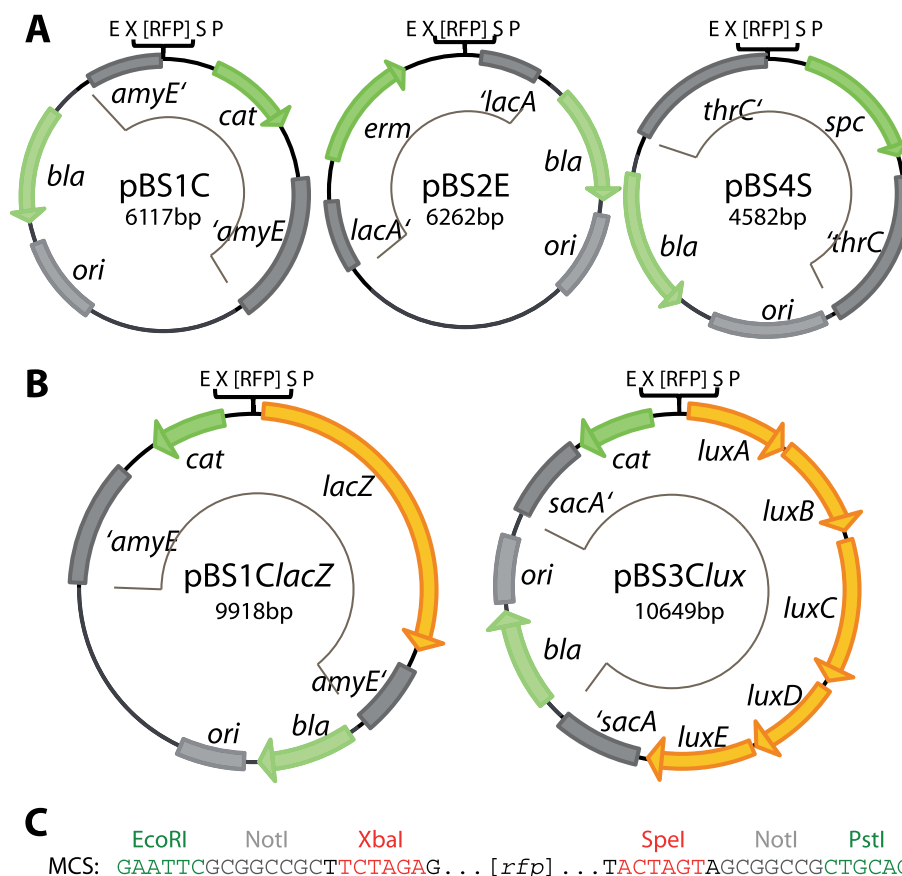 A
E X [RFP] S P
amyE‘
cat
bla
pBS1C
6117bp
‘amyE
ori
E X [RFP] S P
‘lacA
erm
bla
pBS2E
6262bp
lacA‘
ori
E X [RFP] S P
thrC‘
spc
pBS4S
4582bp
bla
‘thrC
ori
B
E X [RFP] S P
cat
lacZ
‘amyE
pBS1ClacZ
9918bp
amyE‘
bla
ori
E X [RFP] S P
cat
luxA
sacA‘
luxB
ori
pBS3Clux
10649bp
luxC
bla
luxD
‘sacA
luxE
C
EcoRI NotI XbaI SpeI NotI PstI
MCS: GAATTCGCGGCCGCTTCTAGAG...[rfp]...TACTAGTAGCGGCCGCTGCAG